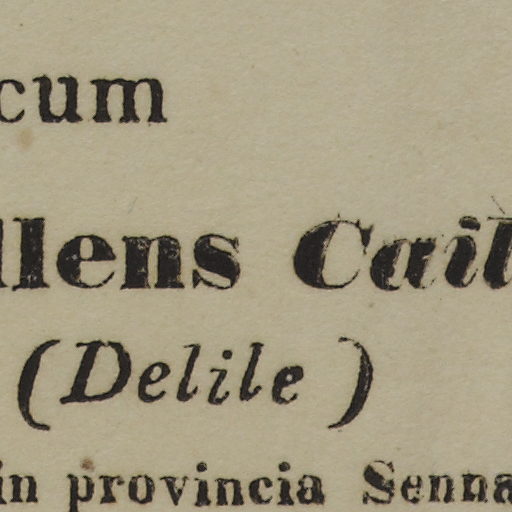 cum
llens Cail
(Delile)
in provincia Senna